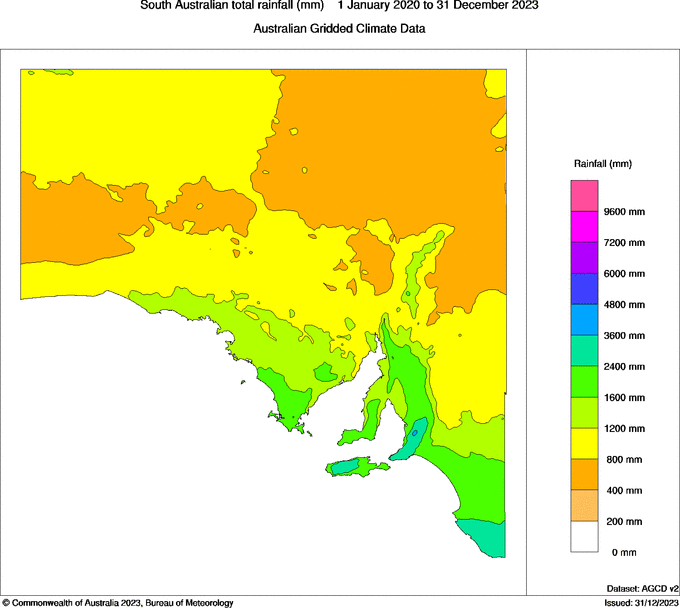 South Australian total rainfall (mm) 1 January 2020 to 31 December 2023
Australian Gridded Climate Data
Rainfall (mm)
9600 mm
7200 mm
6000 mm
4800 mm
3600 mm
2400 mm
1600 mm
1200 mm
800 mm
400 mm
200 mm
0 mm
Dataset: AGCD v2
© Commonwealth of Australia 2023, Bureau of Meteorology
Issued: 31/12/2023